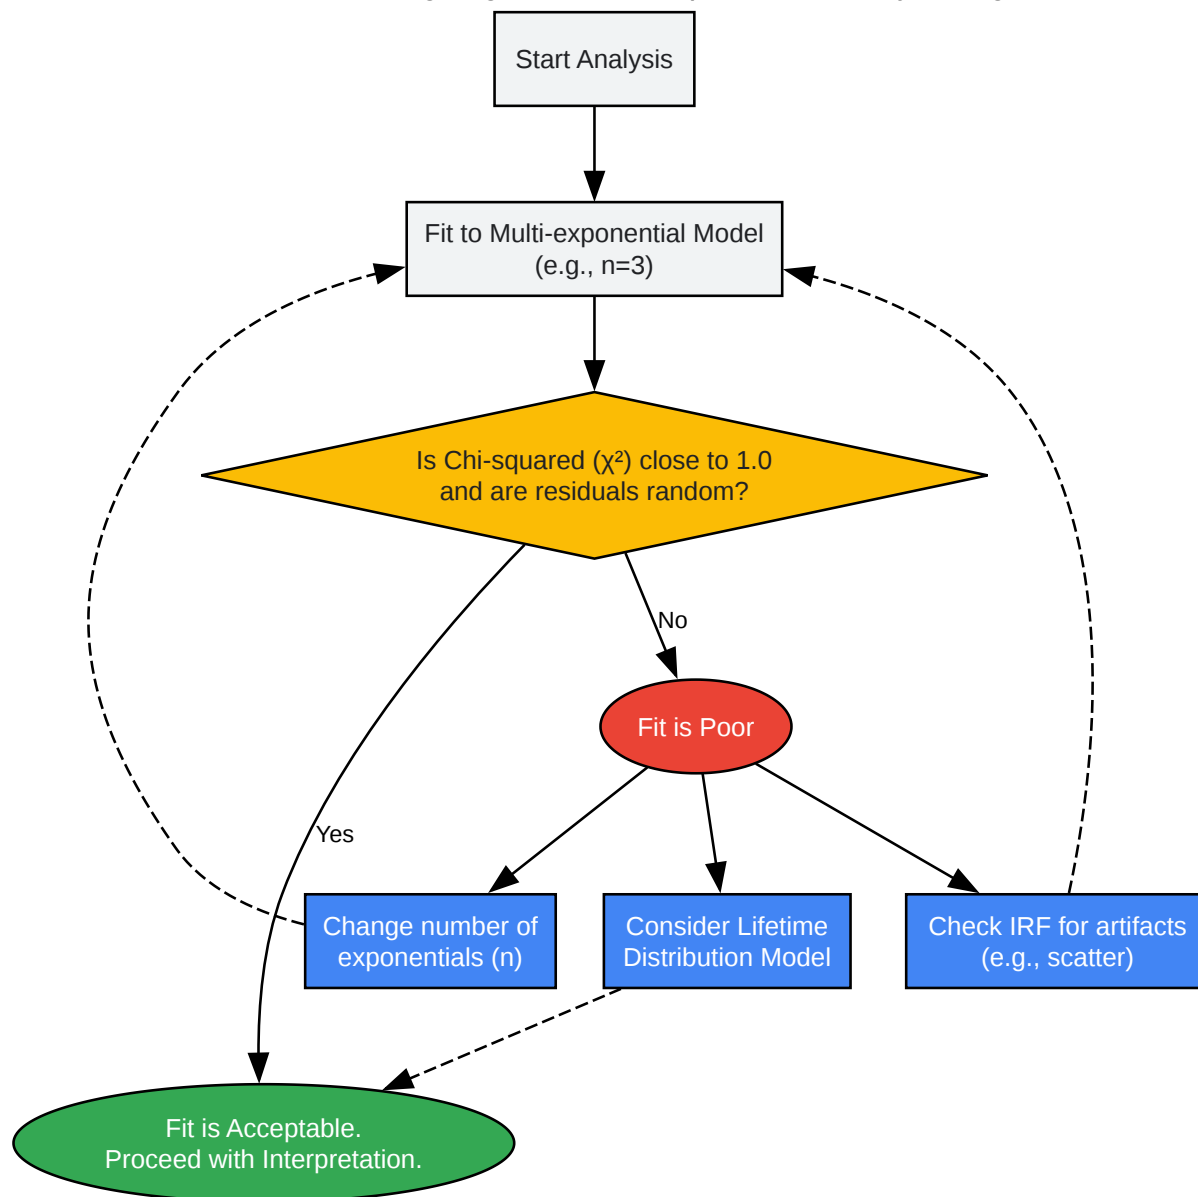 Start Analysis
Fit to Multi-exponential Model
(e.g., n=3)
Is Chi-squared (χ²) close to 1.0
and are residuals random?
No
Fit is Poor
Yes
Change number of
exponentials (n)
Consider Lifetime
Distribution Model
Check IRF for artifacts
(e.g., scatter)
Fit is Acceptable.
Proceed with Interpretation.